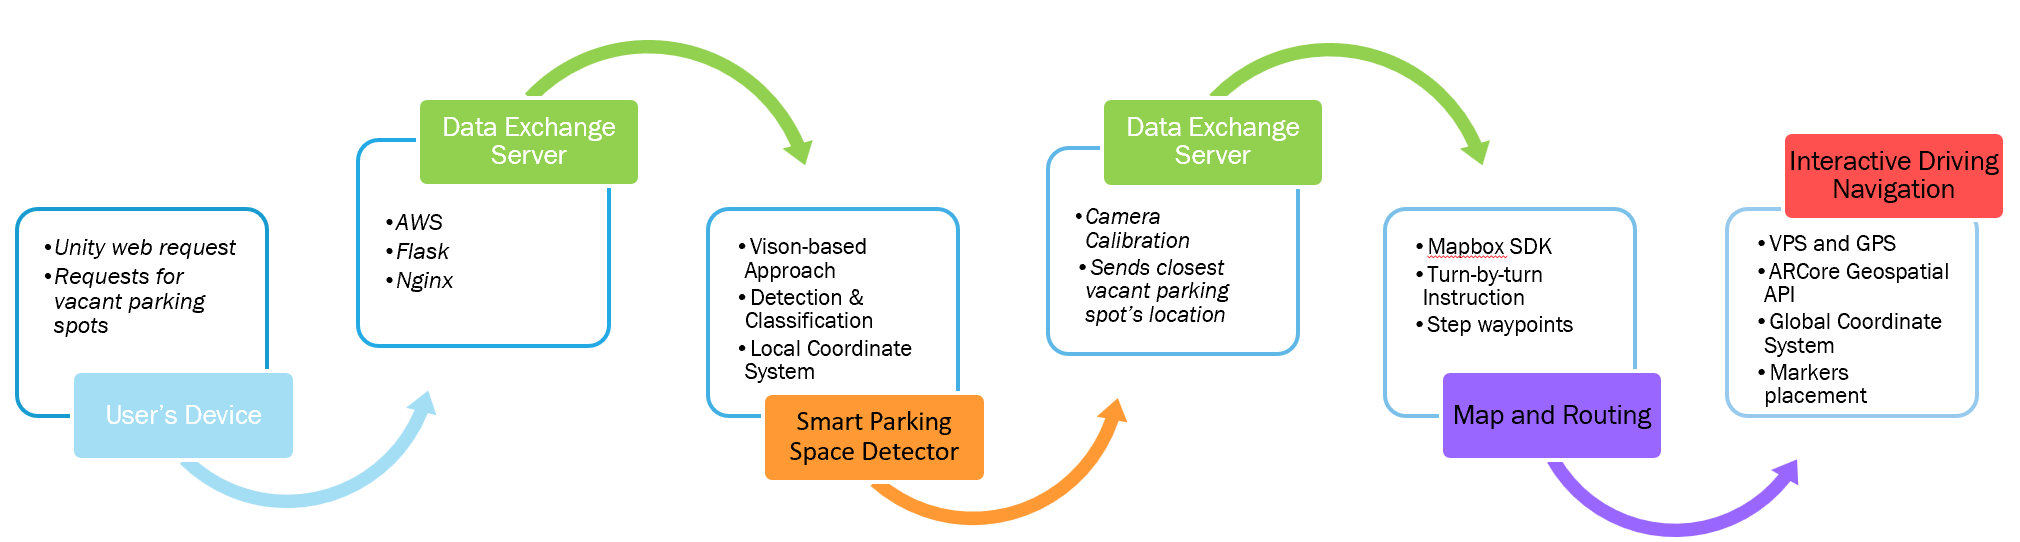 •Unity web request
•Requests for
vacant parking
spots
User's Device
Data Exchange
Server
•AWS
•Flask
•Nginx
•Vison-based
Approach
•Detection &
Classification
•Local Coordinate
System
Smart Parking
Space Detector
Data Exchange
Server
•Camera
Calibration
•Sends closest
vacant parking
spot's location
•Mapbox SDK
•Turn-by-turn
Instruction
•Step waypoints
Map and Routing
Interactive Driving
Navigation
•VPS and GPS
•ARCore Geospatial
API
•Global Coordinate
System
•Markers
placement